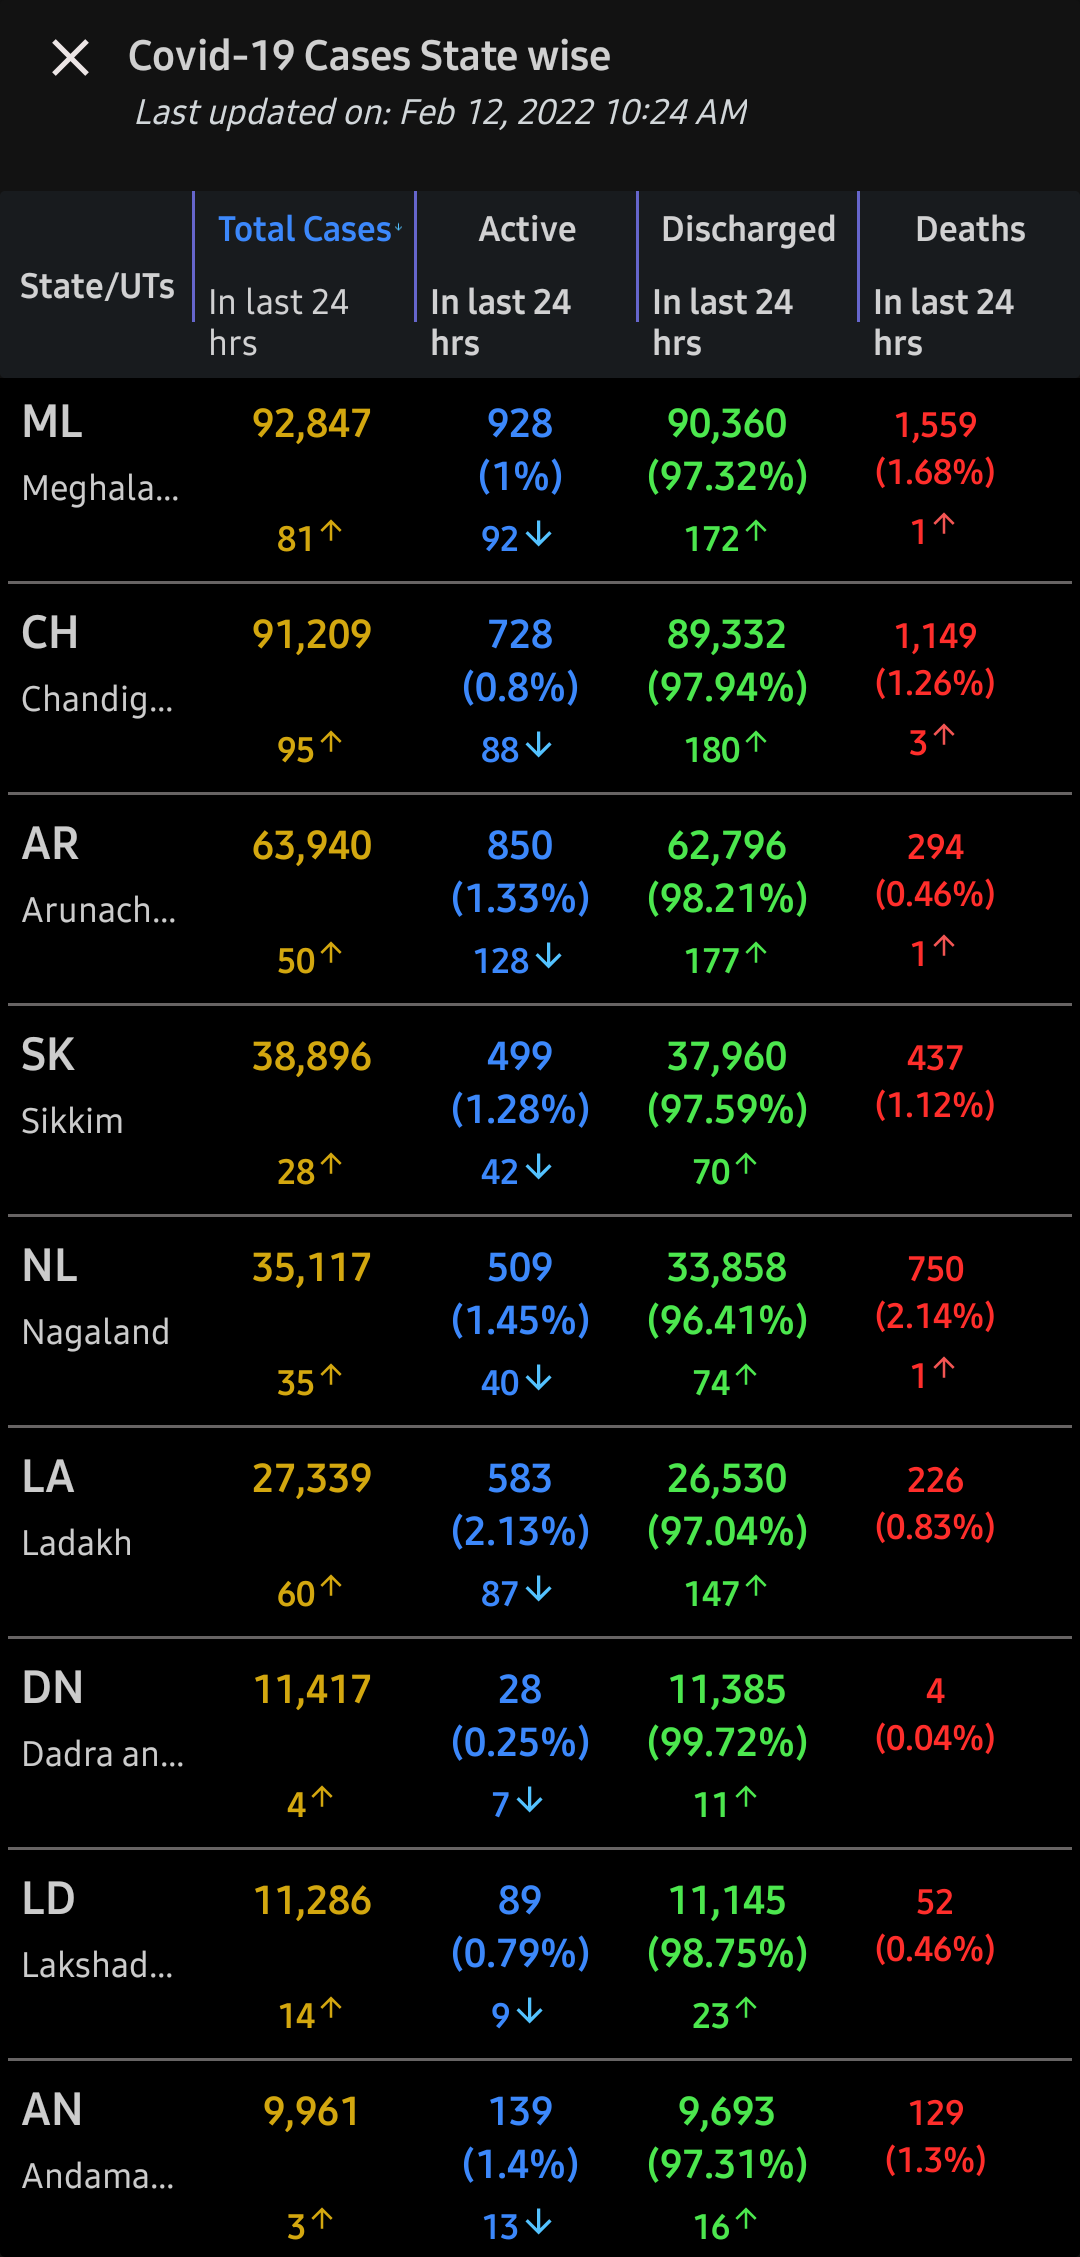 Covid-19 Cases State wise
Last updated on: Feb 12, 2022 10:24 AM
State/UTs Total Cases↓ Active Discharged Deaths
In last 24 hrs In last 24 hrs In last 24 hrs In last 24 hrs
ML 92,847 928 90,360 1,559
Meghala... (1%) (97.32%) (1.68%)
81↑ 92↓ 172↑ 1↑
CH 91,209 728 89,332 1,149
Chandig... (0.8%) (97.94%) (1.26%)
95↑ 88↓ 180↑ 3↑
AR 63,940 850 62,796 294
Arunach... (1.33%) (98.21%) (0.46%)
50↑ 128↓ 177↑ 1↑
SK 38,896 499 37,960 437
Sikkim (1.28%) (97.59%) (1.12%)
28↑ 42↓ 70↑
NL 35,117 509 33,858 750
Nagaland (1.45%) (96.41%) (2.14%)
35↑ 40↓ 74↑ 1↑
LA 27,339 583 26,530 226
Ladakh (2.13%) (97.04%) (0.83%)
60↑ 87↓ 147↑
DN 11,417 28 11,385 4
Dadra an... (0.25%) (99.72%) (0.04%)
4↑ 7↓ 11↑
LD 11,286 89 11,145 52
Lakshad... (0.79%) (98.75%) (0.46%)
14↑ 9↓ 23↑
AN 9,961 139 9,693 129
Andama... (1.4%) (97.31%) (1.3%)
3↑ 13↓ 16↑